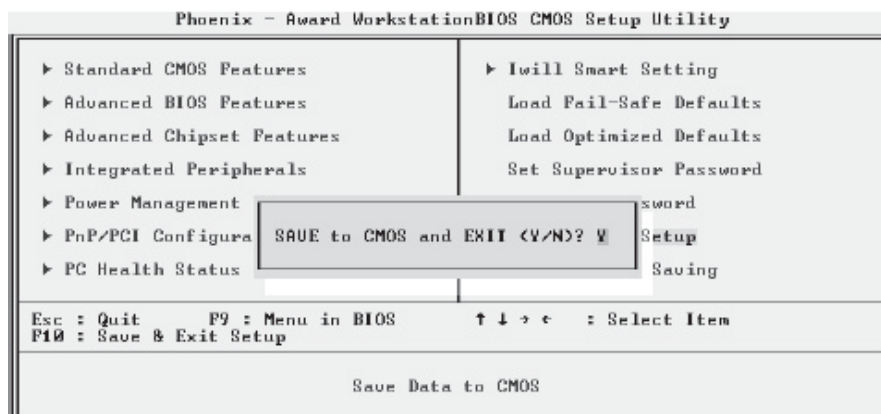 Phoenix - Award WorkstationBIOS CMOS Setup Utility
▶ Standard CMOS Features
▶ Advanced BIOS Features
▶ Advanced Chipset Features
▶ Integrated Peripherals
▶ Power Management
▶ PnP/PCI Configura
▶ PC Health Status
▶ Iwill Smart Setting
Load Fail-Safe Defaults
Load Optimized Defaults
Set Supervisor Password
sword
Setup
Saving
SAVE to CMOS and EXIT (Y/N)? Y
Esc : Quit F9 : Menu in BIOS ↑ ↓ → ← : Select Item
F10 : Save & Exit Setup
Save Data to CMOS